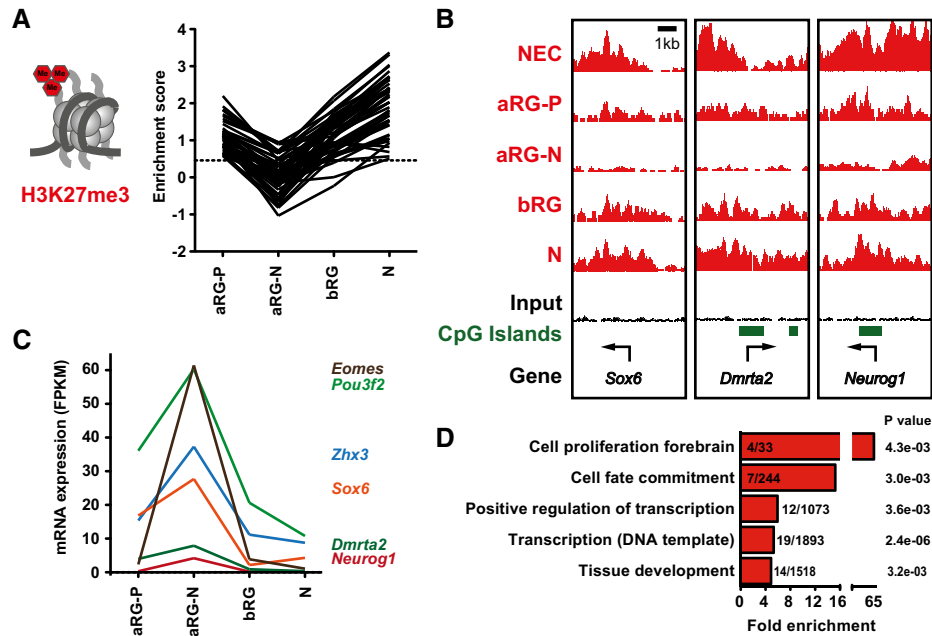 A
Me Me
Me
H3K27me3
Enrichment score
4
3
2
1
0
-1
-2
aRG-P
aRG-N
bRG
N
B
1kb
NEC
aRG-P
aRG-N
bRG
N
Input
CpG Islands
Gene
Sox6
Dmrta2
Neurog1
C
mRNA expression (FPKM)
60
50
40
30
20
10
0
aRG-P
aRG-N
bRG
N
Eomes
Pou3f2
Zhx3
Sox6
Dmrta2
Neurog1
D
P value
Cell proliferation forebrain 4/33 4.3e-03
Cell fate commitment 7/244 3.0e-03
Positive regulation of transcription 12/1073 3.6e-03
Transcription (DNA template) 19/1893 2.4e-06
Tissue development 14/1518 3.2e-03
0 4 8 12 16 65
Fold enrichment